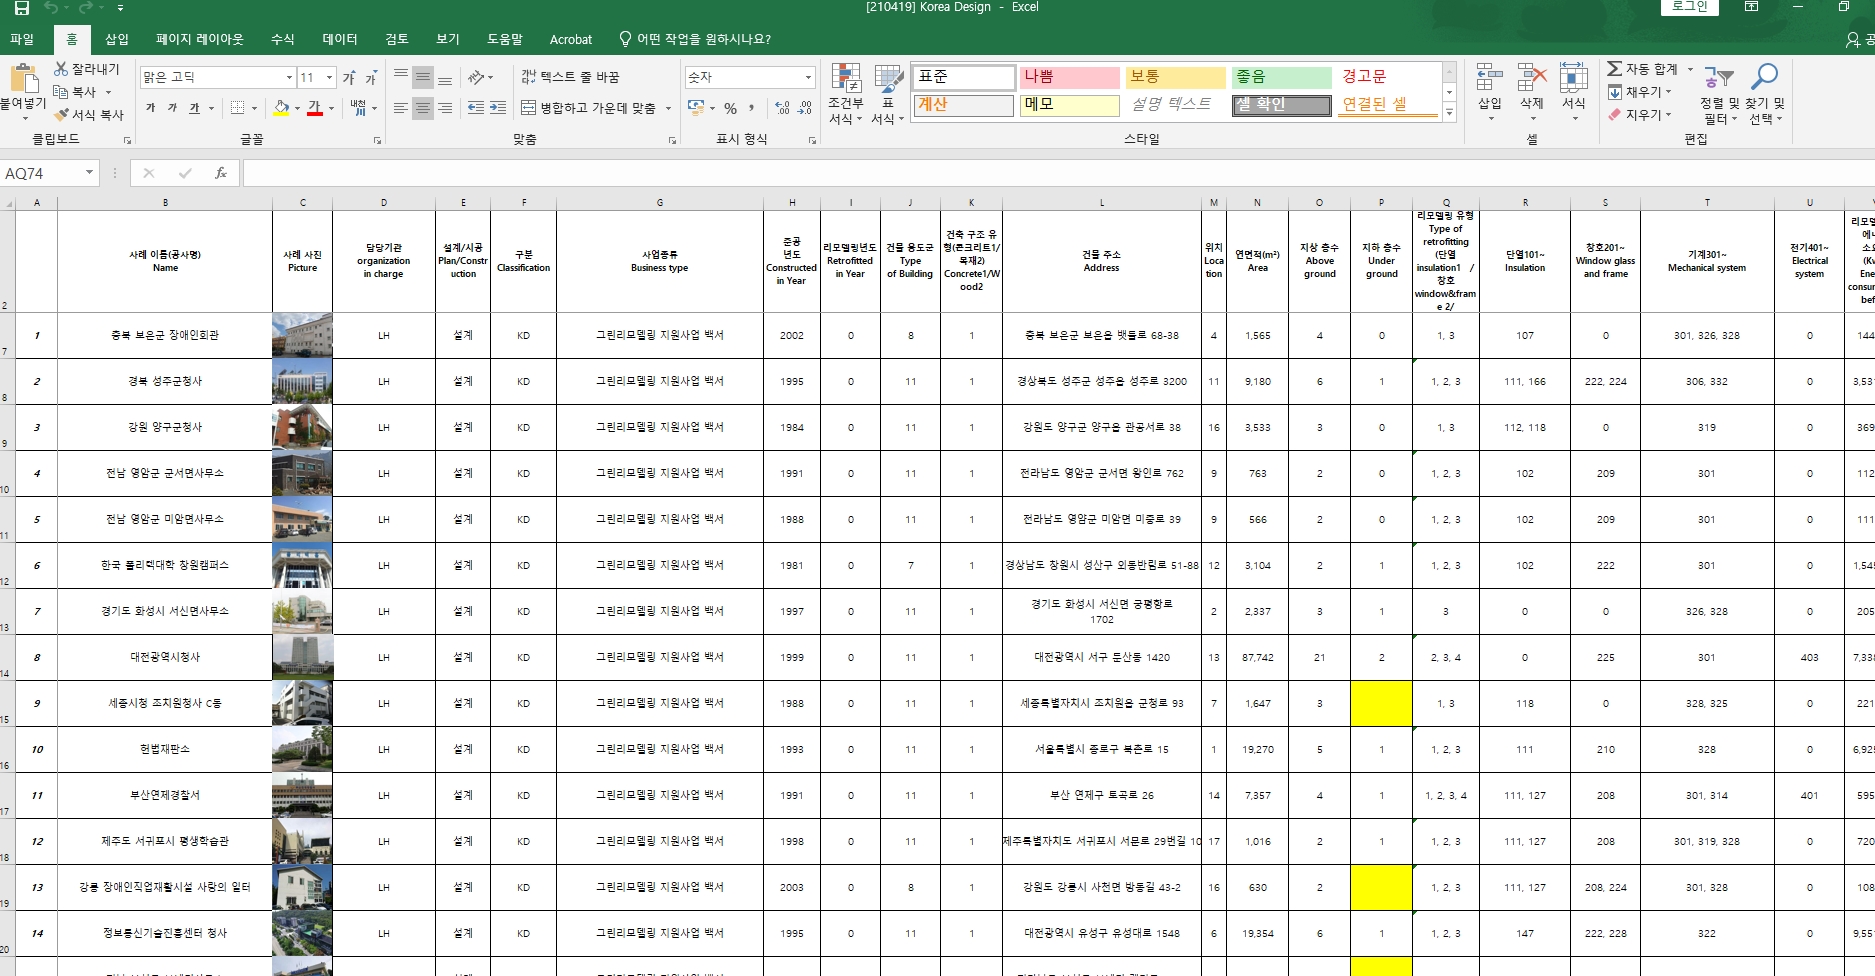 [210419] Korea Design - Excel
로그인
파일 홈 삽입 페이지 레이아웃 수식 데이터 검토 보기 도움말 Acrobat 어떤 작업을 원하시나요?
잘라내기
복사
서식 복사
붙여넣기
클립보드
맑은 고딕 11
가 가 가
글꼴
텍스트 줄 바꿈
병합하고 가운데 맞춤
맞춤
숫자
표시 형식
조건부 서식
표 서식
표준 나쁨 보통 좋음 경고문
계산 메모 설명 텍스트 셀 확인 연결된 셀
스타일
삽입 삭제 서식
셀
자동 합계
채우기
지우기
정렬 및 필터
찾기 및 선택
편집
AQ74
fx
A B C D E F G H I J K L M N O P Q R S T U
2
사례 이름(공사명) Name
사례 사진 Picture
담당기관 organization in charge
설계/시공 Plan/Construction
구분 Classification
사업종류 Business type
준공 년도 Constructed in Year
리모델링년도 Retrofitted in Year
건물 용도군 Type of Building
건축 구조 유형(콘크리트1/목재2) Concrete1/Wood2
건물 주소 Address
위치 Location
연면적(m²) Area
지상 층수 Above ground
지하 층수 Under ground
리모델링 유형 Type of retrofitting (단열 insulation1 / 창호 window&frame 2/
단열101~ Insulation
창호201~ Window glass and frame
기계301~ Mechanical system
전기401~ Electrical system
7 1 충북 보은군 장애인회관 LH 설계 KD 그린리모델링 지원사업 백서 2002 0 8 1 충북 보은군 보은읍 뱃들로 68-38 4 1,565 4 0 1, 3 107 0 301, 326, 328 0 144
8 2 경북 성주군청사 LH 설계 KD 그린리모델링 지원사업 백서 1995 0 11 1 경상북도 성주군 성주읍 성주로 3200 11 9,180 6 1 1, 2, 3 111, 166 222, 224 306, 332 0 3,53
9 3 강원 양구군청사 LH 설계 KD 그린리모델링 지원사업 백서 1984 0 11 1 강원도 양구군 양구읍 관공서로 38 16 3,533 3 0 1, 3 112, 118 0 319 0 369
10 4 전남 영암군 군서면사무소 LH 설계 KD 그린리모델링 지원사업 백서 1991 0 11 1 전라남도 영암군 군서면 왕인로 762 9 763 2 0 1, 2, 3 102 209 301 0 112
11 5 전남 영암군 미암면사무소 LH 설계 KD 그린리모델링 지원사업 백서 1988 0 11 1 전라남도 영암군 미암면 미중로 39 9 566 2 0 1, 2, 3 102 209 301 0 111
12 6 한국 폴리텍대학 창원캠퍼스 LH 설계 KD 그린리모델링 지원사업 백서 1981 0 7 1 경상남도 창원시 성산구 외동반림로 51-88 12 3,104 2 1 1, 2, 3 102 222 301 0 1,54
13 7 경기도 화성시 서신면사무소 LH 설계 KD 그린리모델링 지원사업 백서 1997 0 11 1 경기도 화성시 서신면 궁평항로 1702 2 2,337 3 1 3 0 0 326, 328 0 205
14 8 대전광역시청사 LH 설계 KD 그린리모델링 지원사업 백서 1999 0 11 1 대전광역시 서구 둔산동 1420 13 87,742 21 2 2, 3, 4 0 225 301 403 7,33
15 9 세종시청 조치원청사 C동 LH 설계 KD 그린리모델링 지원사업 백서 1988 0 11 1 세종특별자치시 조치원읍 군청로 93 7 1,647 3 1, 3 118 0 328, 325 0 221
16 10 헌법재판소 LH 설계 KD 그린리모델링 지원사업 백서 1993 0 11 1 서울특별시 종로구 북촌로 15 1 19,270 5 1 1, 2, 3 111 210 328 0 6,92
17 11 부산연제경찰서 LH 설계 KD 그린리모델링 지원사업 백서 1991 0 11 1 부산 연제구 토곡로 26 14 7,357 4 1 1, 2, 3, 4 111, 127 208 301, 314 401 595
18 12 제주도 서귀포시 평생학습관 LH 설계 KD 그린리모델링 지원사업 백서 1998 0 11 1 제주특별자치도 서귀포시 서문로 29번길 10 17 1,016 2 1 1, 2, 3 111, 127 208 301, 319, 328 0 720
19 13 강릉 장애인직업재활시설 사랑의 일터 LH 설계 KD 그린리모델링 지원사업 백서 2003 0 8 1 강원도 강릉시 사천면 방동길 43-2 16 630 2 1, 2, 3 111, 127 208, 224 301, 328 0 108
20 14 정보통신기술진흥센터 청사 LH 설계 KD 그린리모델링 지원사업 백서 1995 0 11 1 대전광역시 유성구 유성대로 1548 6 19,354 6 1 1, 2, 3 147 222, 228 322 0 9,55